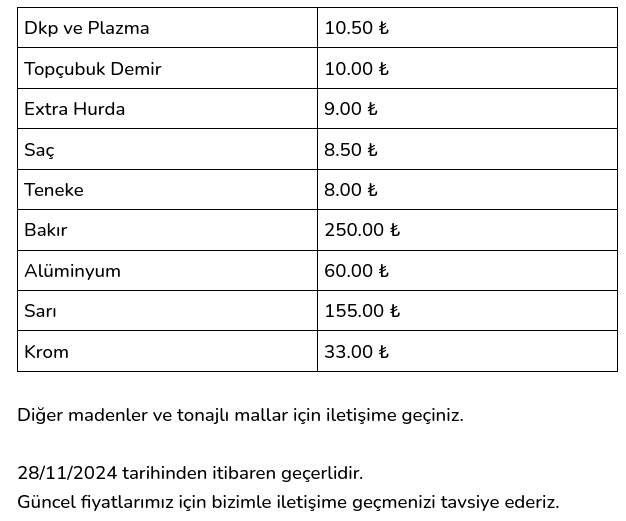 Dkp ve Plazma 10.50 ₺
Topçubuk Demir 10.00 ₺
Extra Hurda 9.00 ₺
Saç 8.50 ₺
Teneke 8.00 ₺
Bakır 250.00 ₺
Alüminyum 60.00 ₺
Sarı 155.00 ₺
Krom 33.00 ₺
Diğer madenler ve tonajlı mallar için iletişime geçiniz.
28/11/2024 tarihinden itibaren geçerlidir.
Güncel fiyatlarımız için bizimle iletişime geçmenizi tavsiye ederiz.